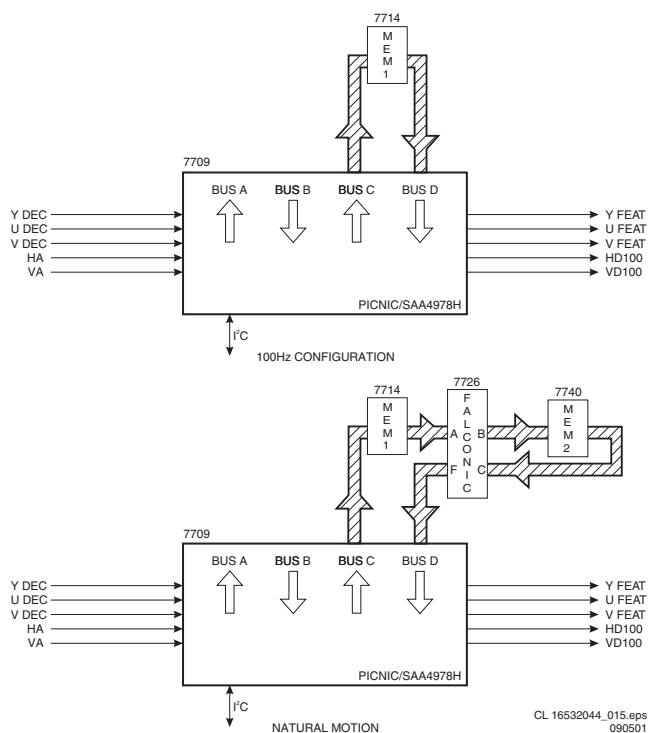 7714
M
E
M
1
7709
BUS A BUS B BUS C BUS D
Y DEC
U DEC
V DEC
HA
VA
Y FEAT
U FEAT
V FEAT
HD100
VD100
PICNIC/SAA4978H
I²C
100Hz CONFIGURATION
7714
M
E
M
1
7726
F
A
L
C
O
N
I
C
A B
F C
7740
M
E
M
2
7709
BUS A BUS B BUS C BUS D
Y DEC
U DEC
V DEC
HA
VA
Y FEAT
U FEAT
V FEAT
HD100
VD100
PICNIC/SAA4978H
I²C
NATURAL MOTION
CL 16532044_015.eps
090501